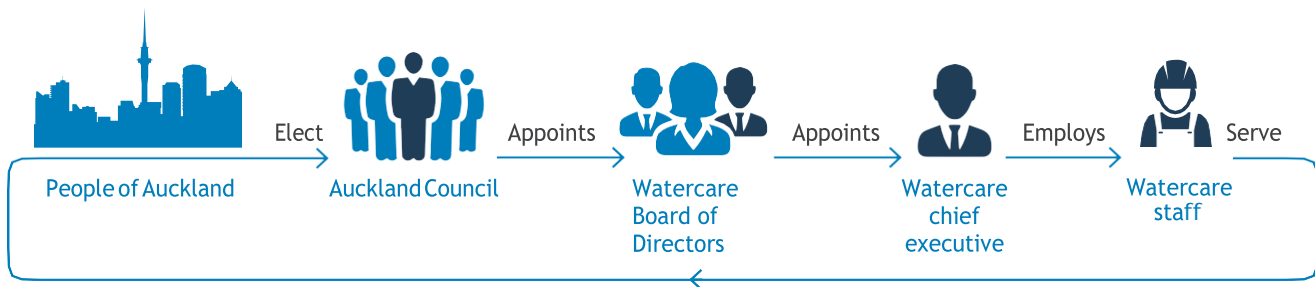 Elect
Appoints
Appoints
Employs
Serve
People of Auckland
Auckland Council
Watercare
Board of
Directors
Watercare
chief
executive
Watercare
staff